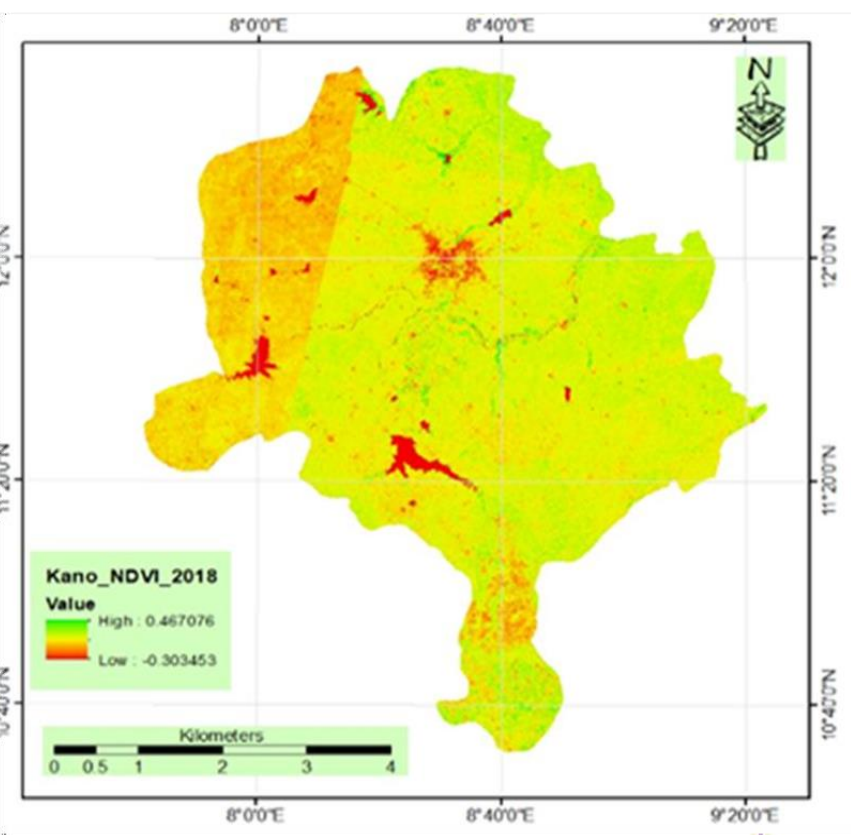 8°0'0"E 8°40'0"E 9°20'0"E
N
12°0'0"N 12°0'0"N
11°20'0"N 11°20'0"N
Kano_NDVI_2018
Value
High : 0.467076
Low : -0.303453
10°40'0"N 10°40'0"N
Kilometers
0 0.5 1 2 3 4
8°0'0"E 8°40'0"E 9°20'0"E